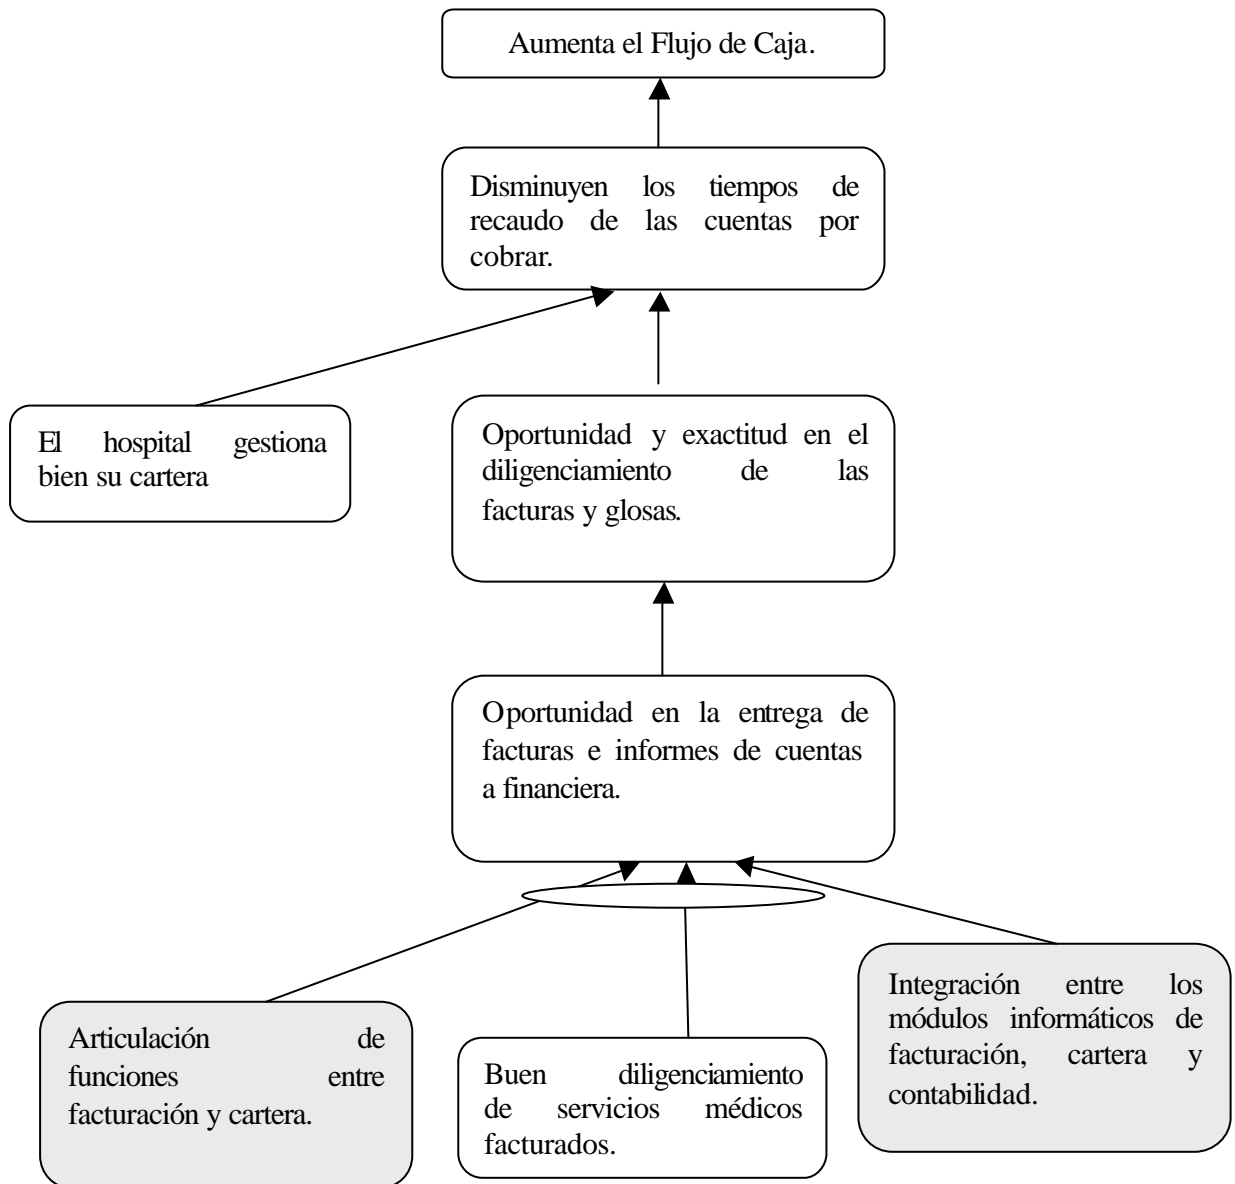 Aumenta el Flujo de Caja.
Disminuyen los tiempos de
recaudo de las cuentas por
cobrar.
El hospital gestiona
bien su cartera
Oportunidad y exactitud en el
diligenciamiento de las
facturas y glosas.
Oportunidad en la entrega de
facturas e informes de cuentas
a financiera.
Articulación de
funciones entre
facturación y cartera.
Buen diligenciamiento
de servicios médicos
facturados.
Integración entre los
módulos informáticos de
facturación, cartera y
contabilidad.